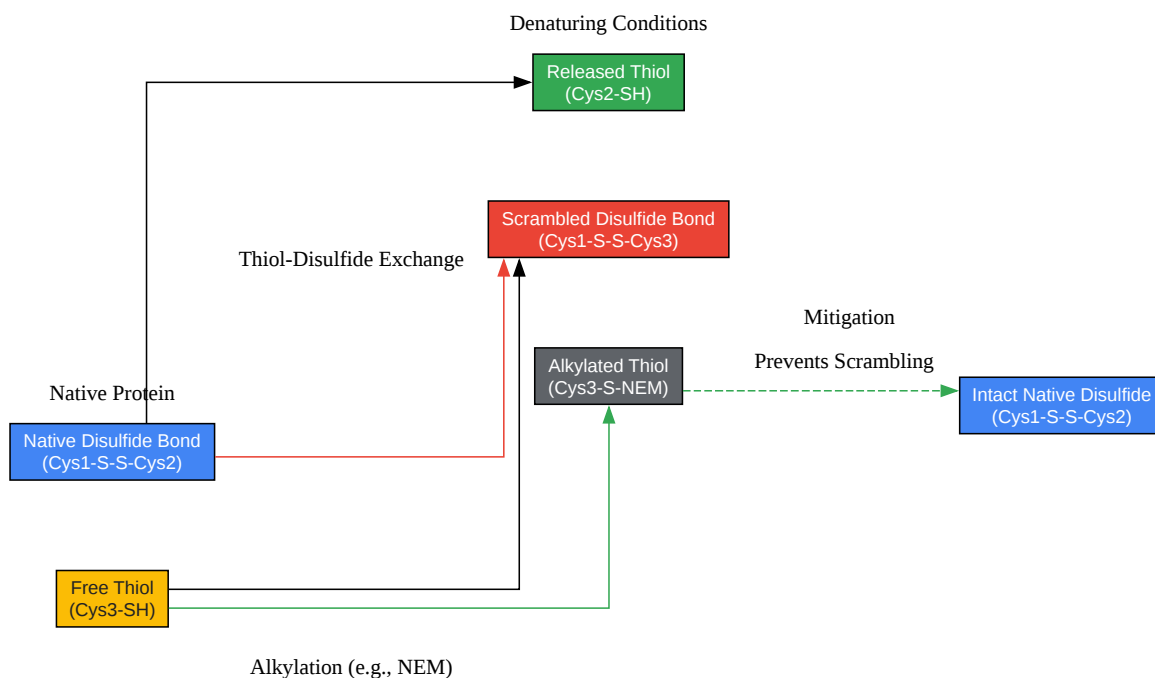 Denaturing Conditions
Released Thiol
(Cys2-SH)
Scrambled Disulfide Bond
(Cys1-S-S-Cys3)
Thiol-Disulfide Exchange
Mitigation
Alkylated Thiol
(Cys3-S-NEM)
Prevents Scrambling
Intact Native Disulfide
(Cys1-S-S-Cys2)
Native Protein
Native Disulfide Bond
(Cys1-S-S-Cys2)
Free Thiol
(Cys3-SH)
Alkylation (e.g., NEM)